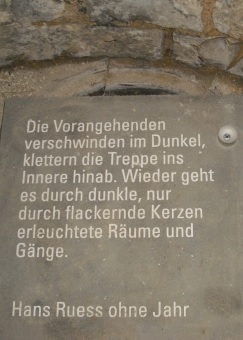 Die Vorangehenden
verschwinden im Dunkel,
klettern die Treppe ins
Innere hinab. Wieder geht
es durch dunkle, nur
durch flackernde Kerzen
erleuchtete Räume und
Gänge.
Hans Ruess ohne Jahr